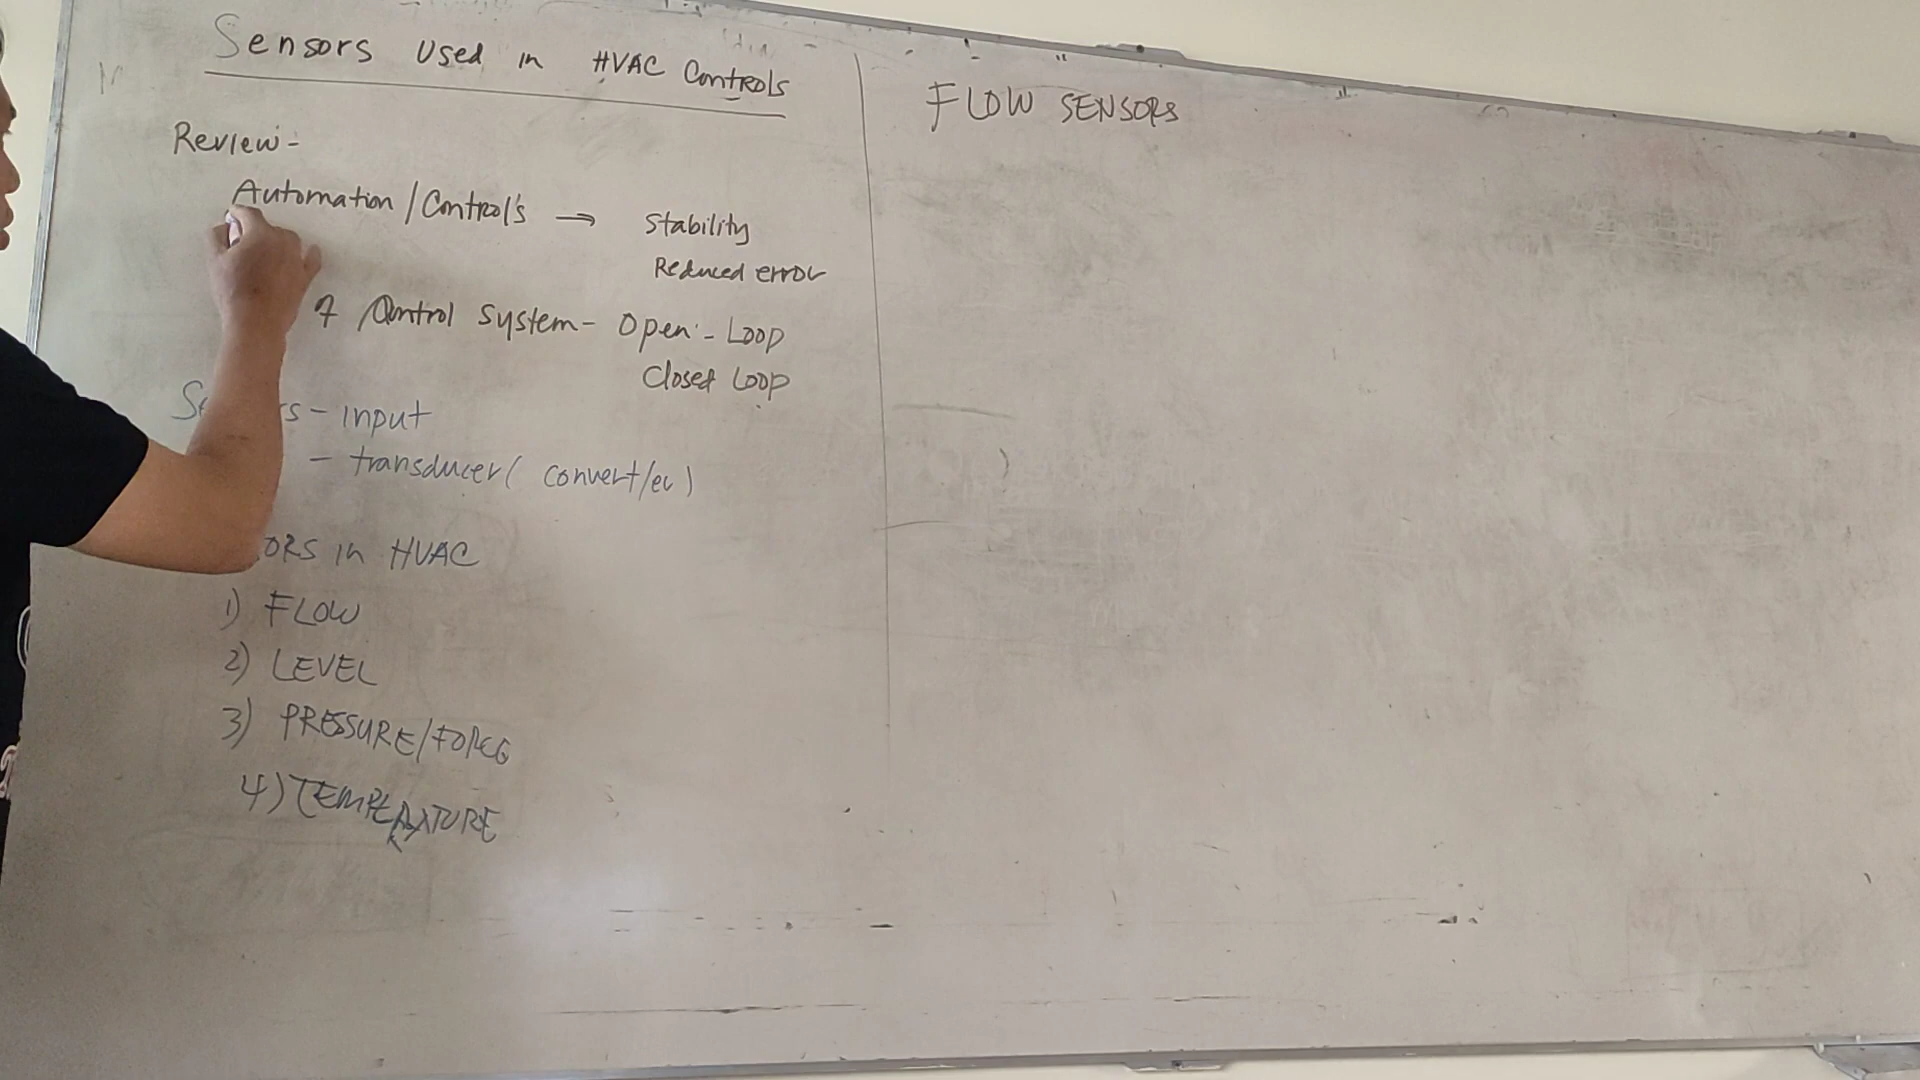 Sensors Used in HVAC Controls
Review-
Automation/Control's → Stability
Reduced error
Control System- Open - Loop
Closed Loop
- input
- transducer( convert/er)
ORS in HVAC
1) FLOW
2) LEVEL
3) PRESSURE/FORCE
4) TEMPERATURE
FLOW SENSORS